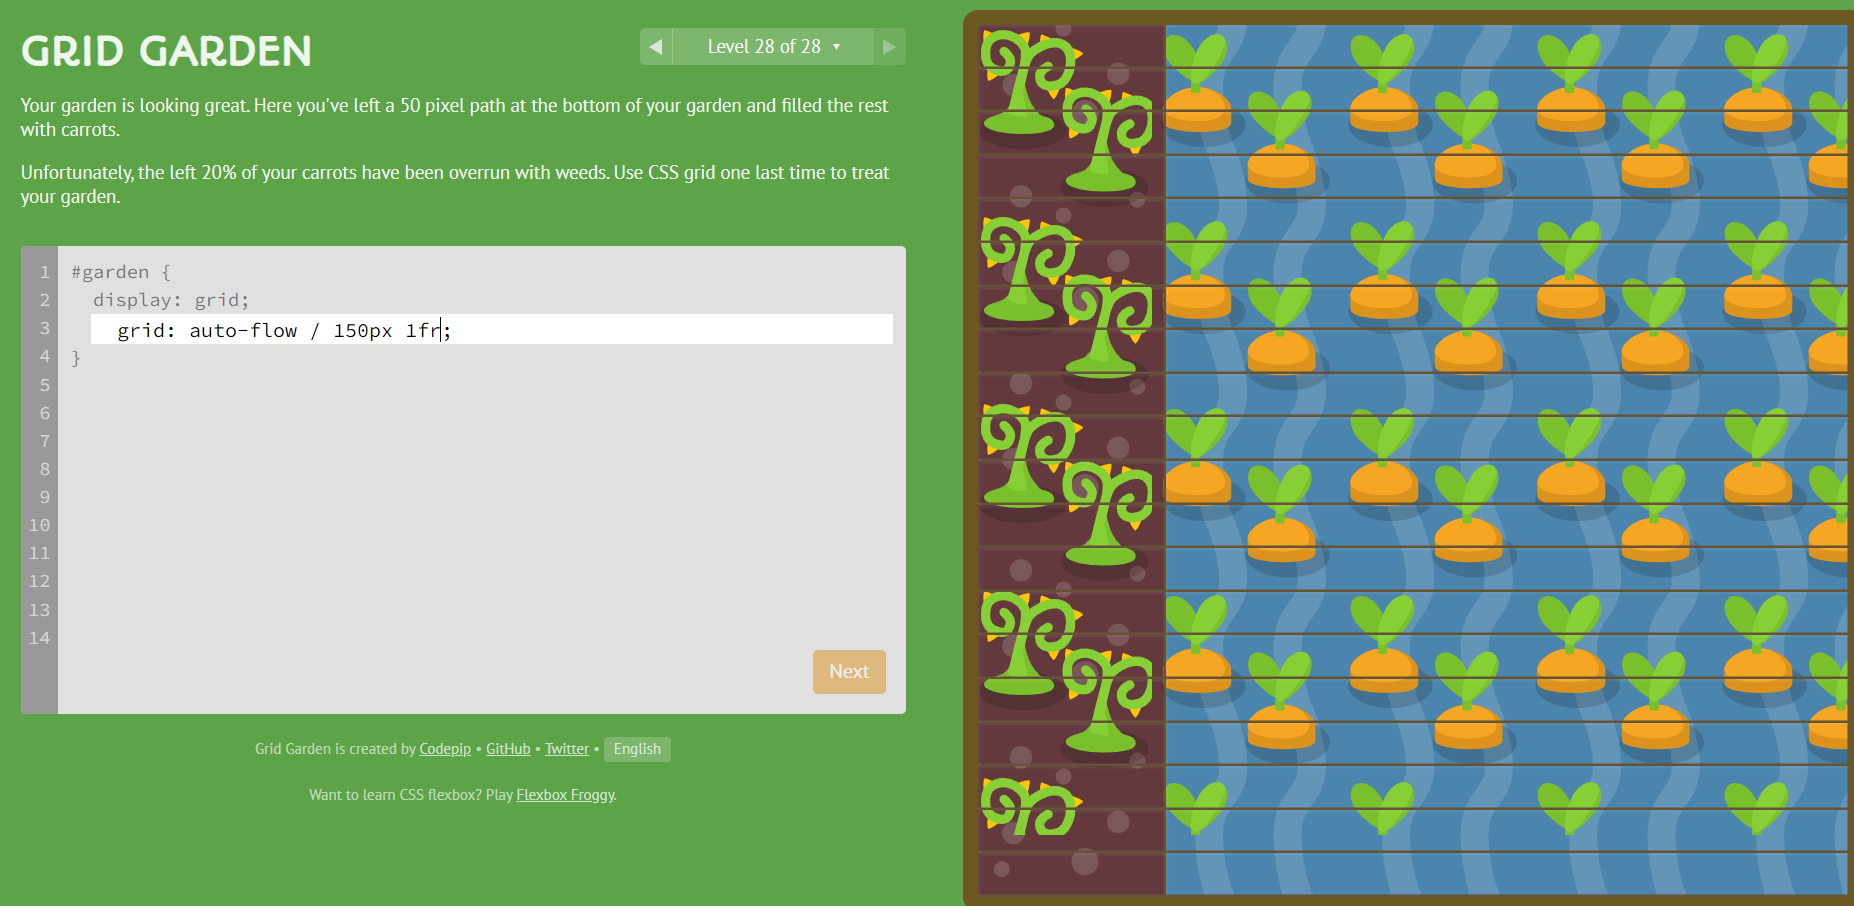 GRID GARDEN
◀ Level 28 of 28 ▼ ▶
Your garden is looking great. Here you've left a 50 pixel path at the bottom of your garden and filled the rest
with carrots.
Unfortunately, the left 20% of your carrots have been overrun with weeds. Use CSS grid one last time to treat
your garden.
1 #garden {
2 display: grid;
3 grid: auto-flow / 150px 1fr;
4 }
5
6
7
8
9
10
11
12
13
14
Next
Grid Garden is created by Codepip • GitHub • Twitter • English
Want to learn CSS flexbox? Play Flexbox Froggy.